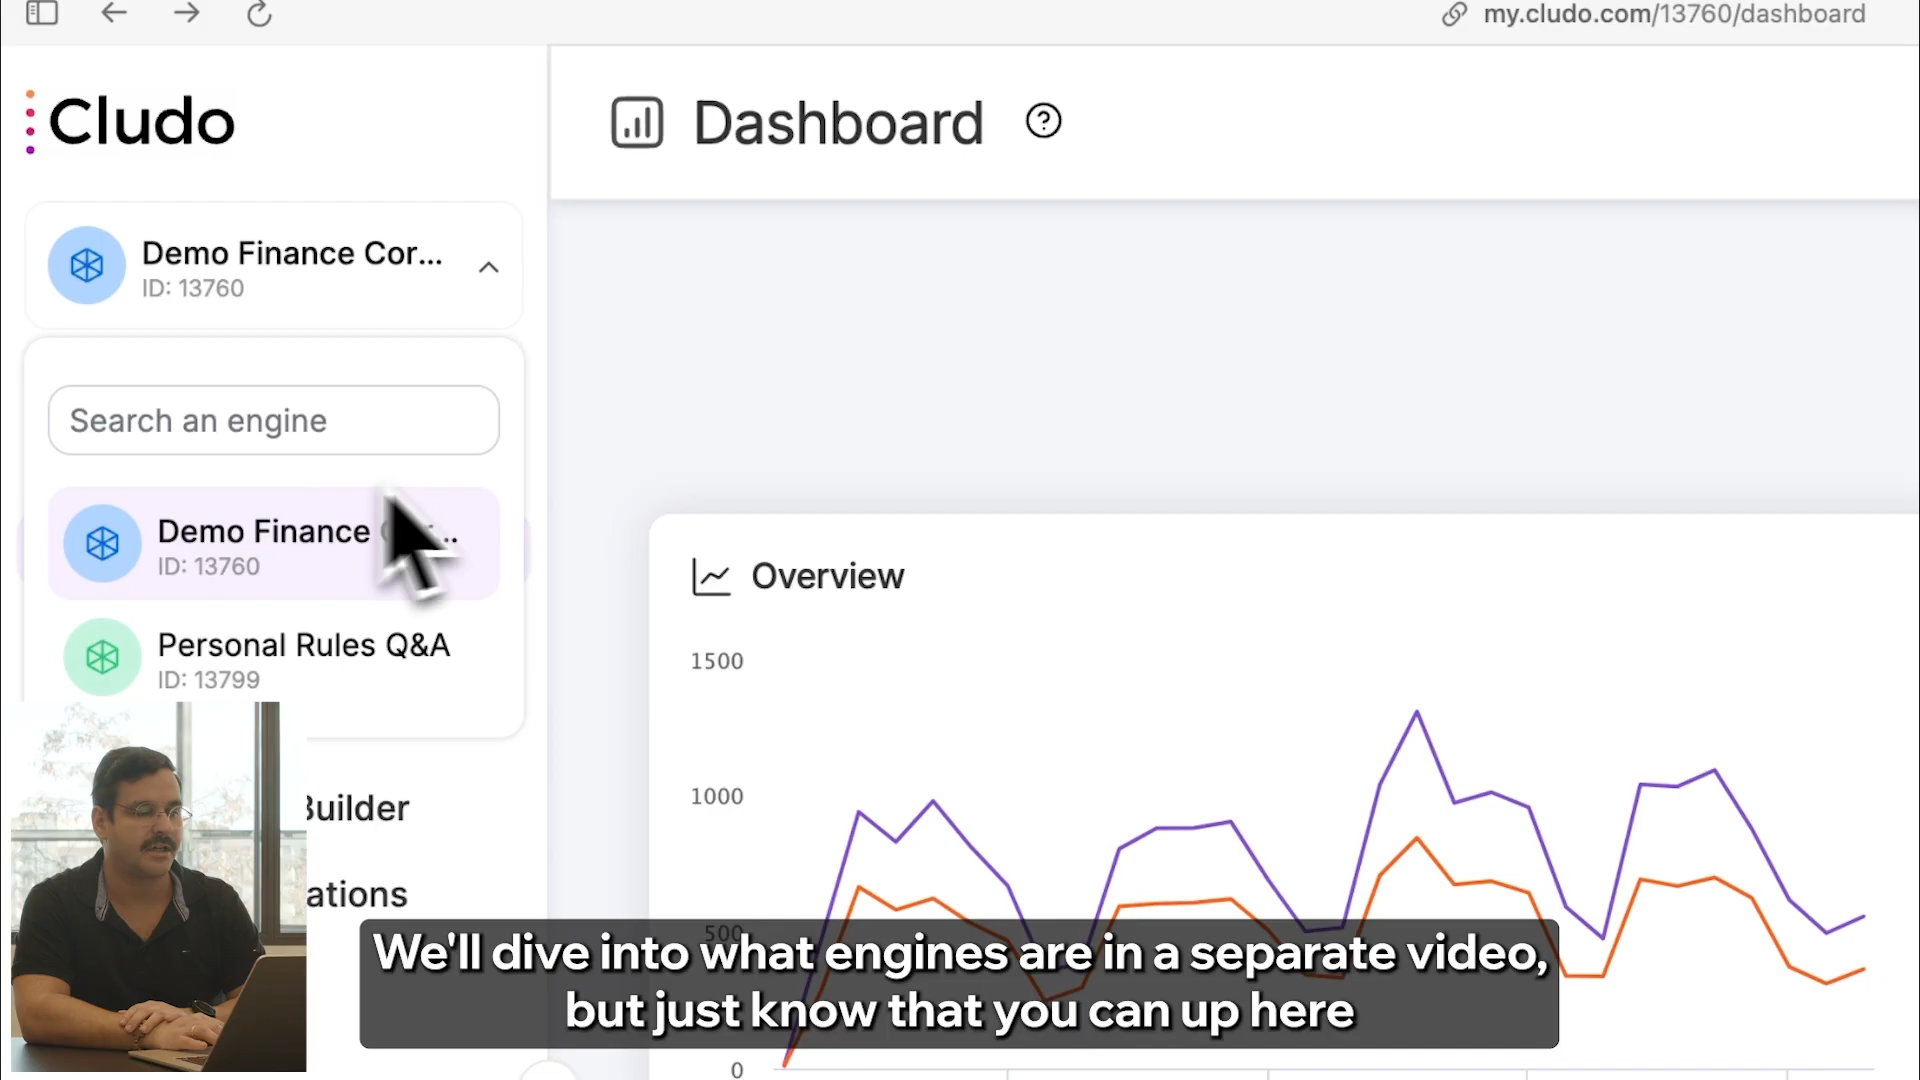 my.cludo.com/13760/dashboard
Cludo
Dashboard
Demo Finance Cor...
ID: 13760
Search an engine
Demo Finance
ID: 13760
Personal Rules Q&A
ID: 13799
Builder
ations
Overview
1500
1000
500
0
We'll dive into what engines are in a separate video,
but just know that you can up here